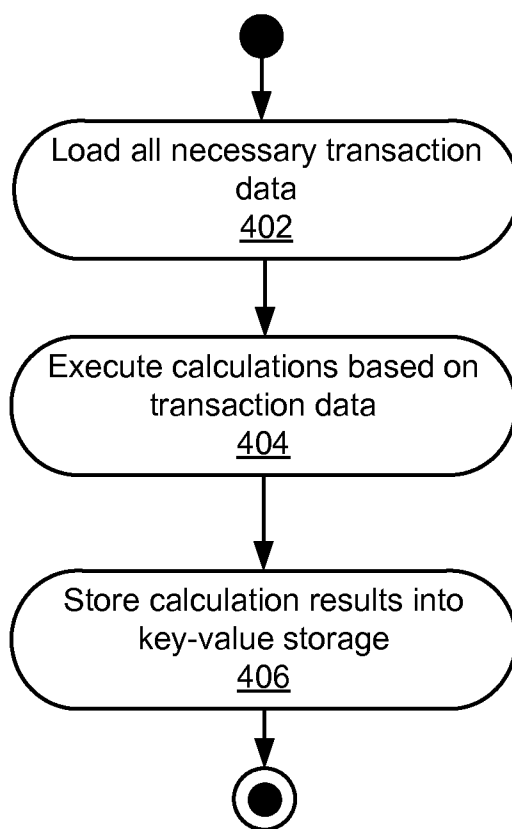 Load all necessary transaction
data
402
Execute calculations based on
transaction data
404
Store calculation results into
key-value storage
406